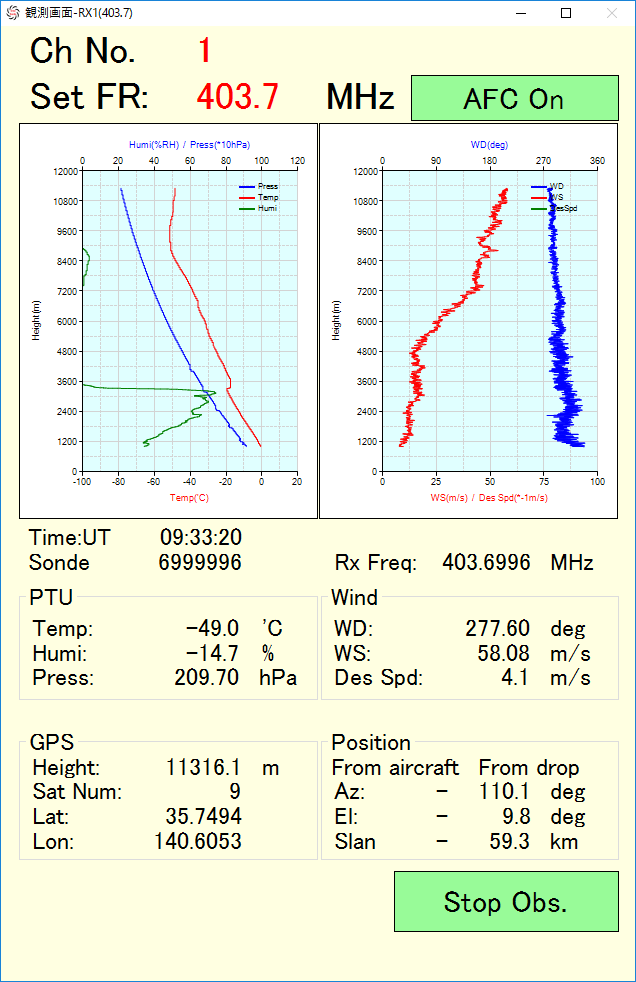 観測画面-RX1(403.7)
Ch No. 1
Set FR: 403.7 MHz AFC On
Humi(%RH) / Press(*10hPa)
0 20 40 60 80 100 120
12000
10800
9600
8400
7200
6000
4800
3600
2400
1200
0
Height(m)
Press
Temp
Humi
-100 -80 -60 -40 -20 0 20
Temp('C)
WD(deg)
0 90 180 270 360
12000
10800
9600
8400
7200
6000
4800
3600
2400
1200
0
Height(m)
WD
WS
DesSpd
0 25 50 75 100
WS(m/s) / Des Spd(*-1m/s)
Time:UT 09:33:20
Sonde 6999996 Rx Freq: 403.6996 MHz
PTU
Temp: -49.0 'C
Humi: -14.7 %
Press: 209.70 hPa
Wind
WD: 277.60 deg
WS: 58.08 m/s
Des Spd: 4.1 m/s
GPS
Height: 11316.1 m
Sat Num: 9
Lat: 35.7494
Lon: 140.6053
Position
From aircraft From drop
Az: - 110.1 deg
El: - 9.8 deg
Slan - 59.3 km
Stop Obs.